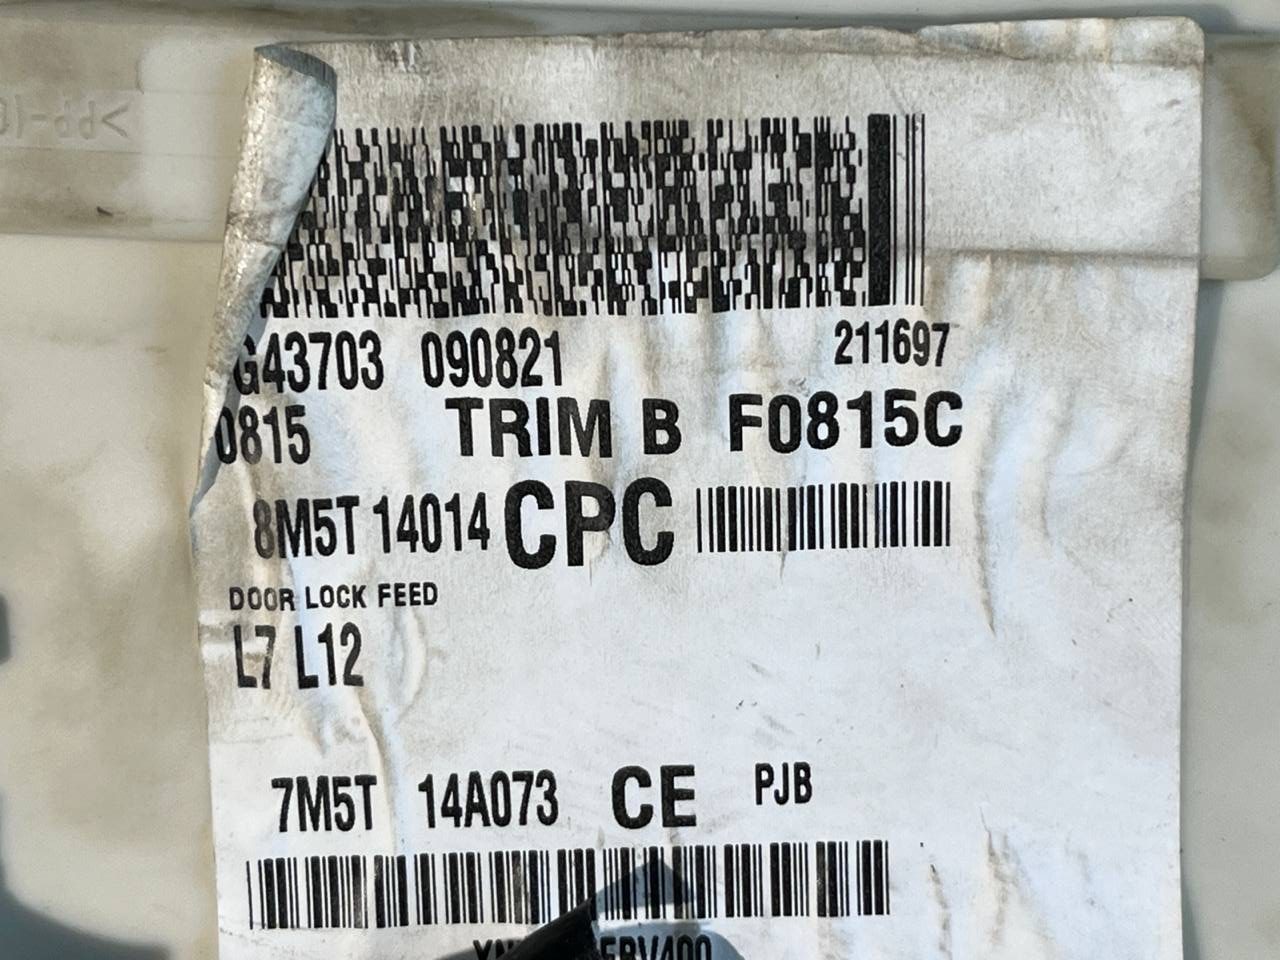 G43703 090821 211697
0815 TRIM B F0815C
8M5T 14014 CPC
DOOR LOCK FEED
L7 L12
7M5T 14A073 CE PJB